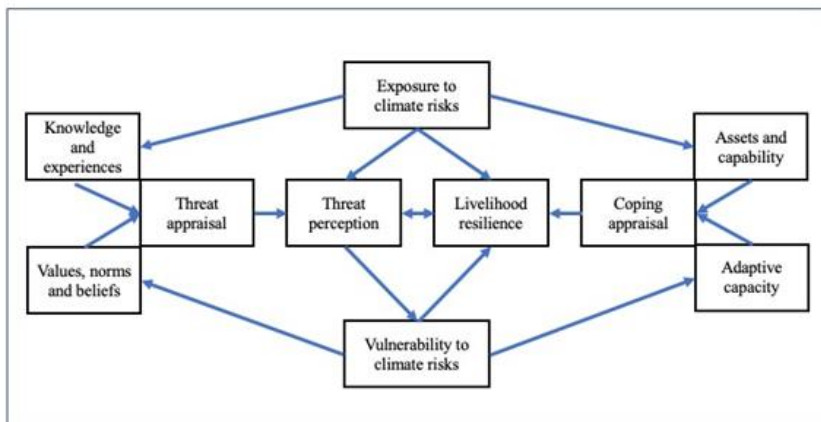 Exposure to
climate risks
Knowledge
and
experiences
Assets and
capability
Threat
appraisal
Threat
perception
Livelihood
resilience
Coping
appraisal
Values, norms
and beliefs
Adaptive
capacity
Vulnerability to
climate risks